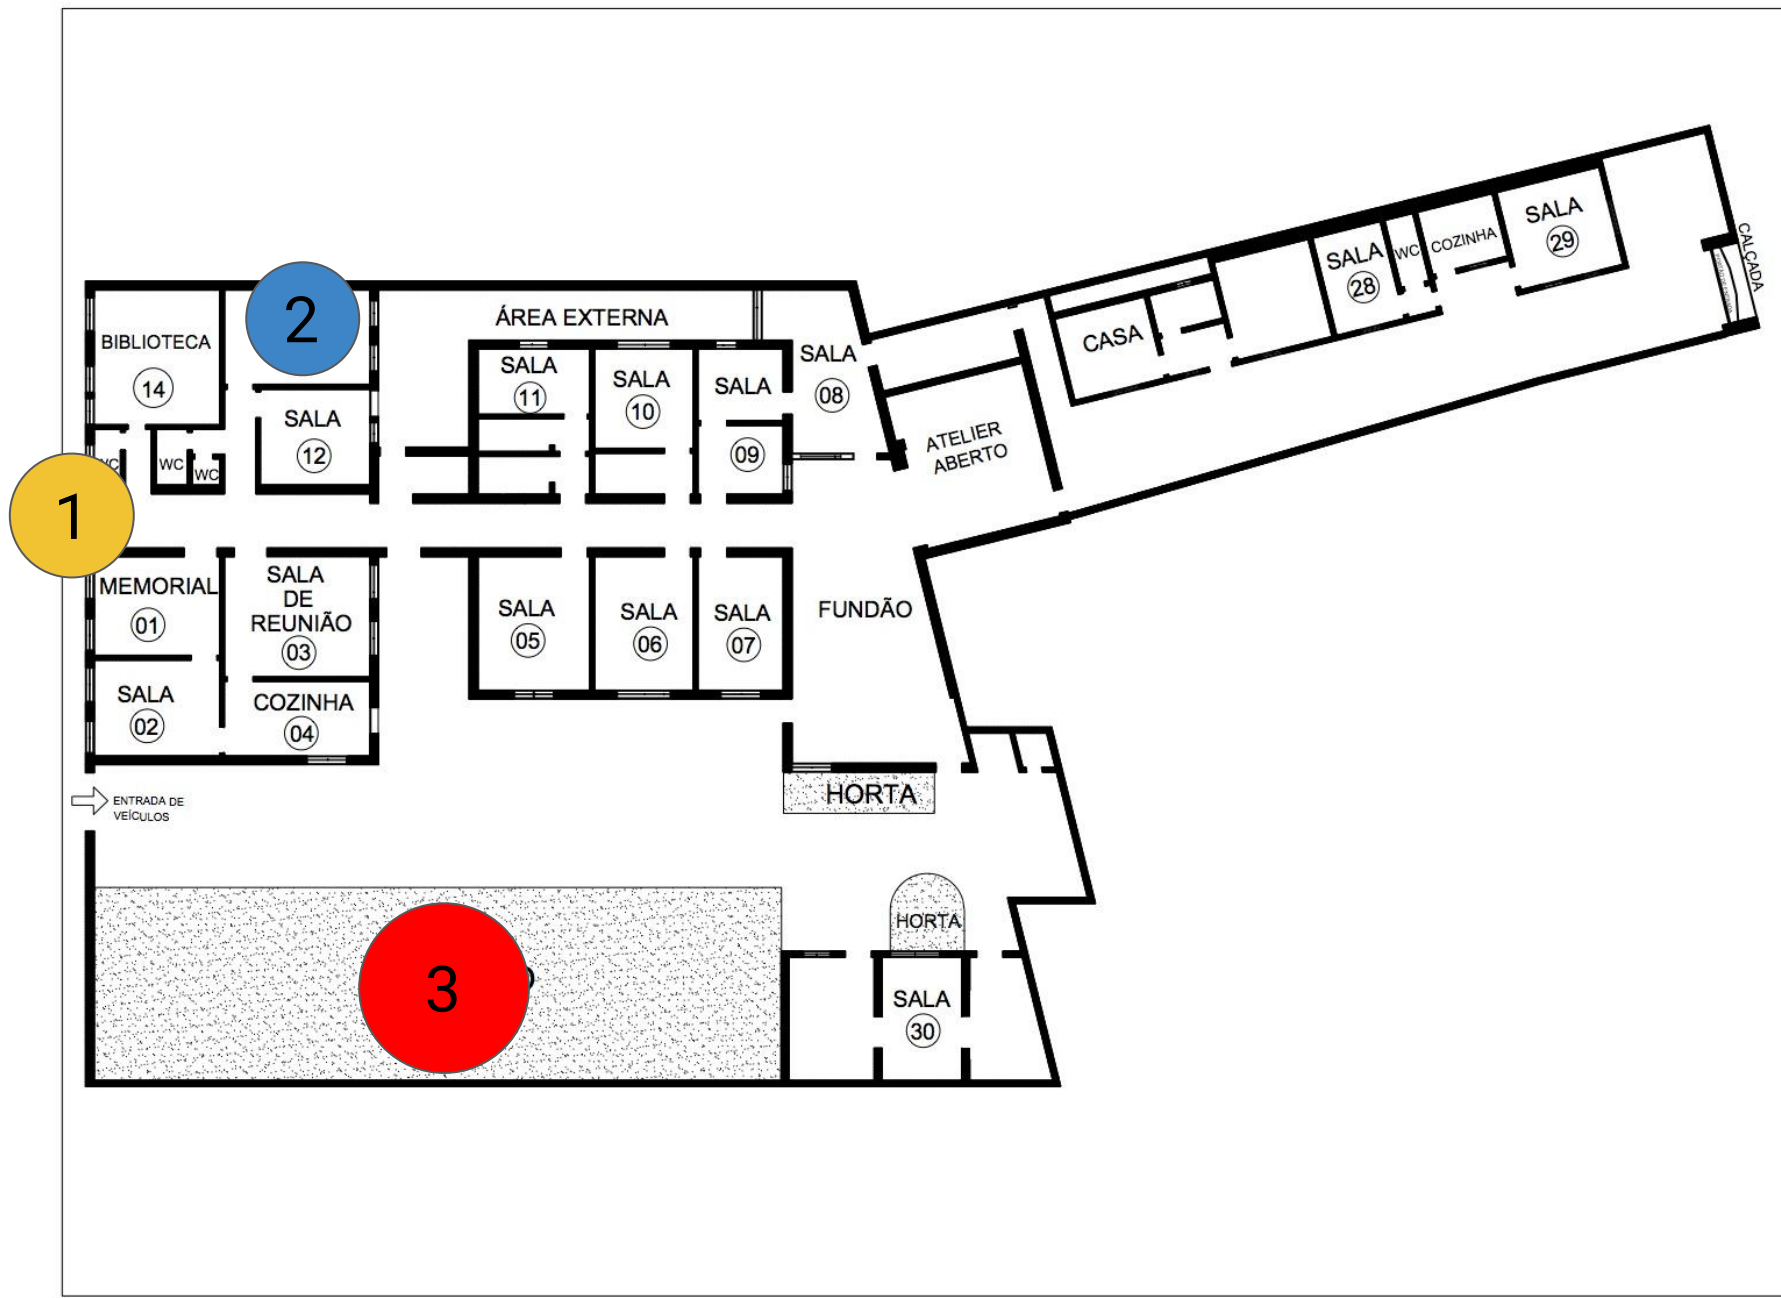 CALÇADA
SALA
29
COZINHA
WC
SALA
28
CASA
2
ÁREA EXTERNA
BIBLIOTECA
14
SALA
08
SALA
11
SALA
10
SALA
09
SALA
12
ATELIER
ABERTO
WC
WC
WC
1
MEMORIAL
01
SALA
DE
REUNIÃO
03
SALA
05
SALA
06
SALA
07
FUNDÃO
SALA
02
COZINHA
04
ENTRADA DE
VEÍCULOS
HORTA
HORTA
3
SALA
30